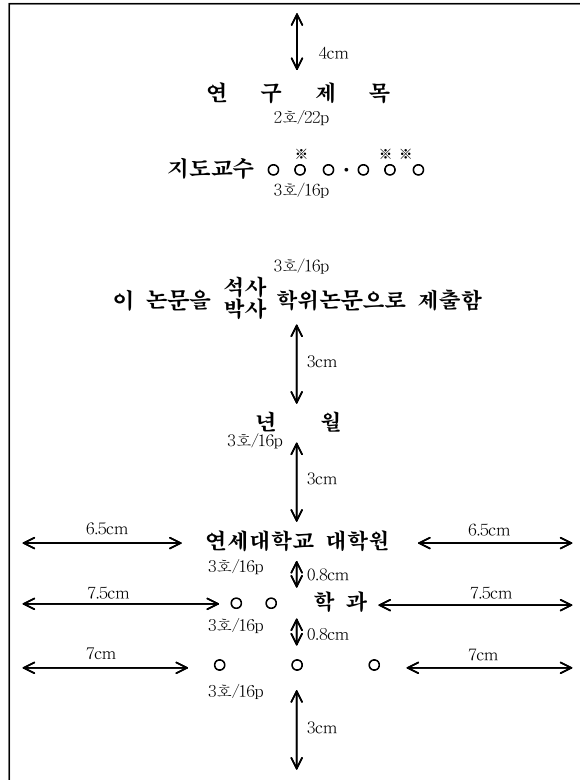 4cm
연 구 제 목
2호/22p
※ ※ ※
지도교수 ○ ○ ○ · ○ ○ ○
3호/16p
3호/16p
석사
이 논문을 박사 학위논문으로 제출함
3cm
년 월
3호/16p
3cm
6.5cm 연세대학교 대학원 6.5cm
3호/16p 0.8cm
7.5cm ○ ○ 학 과 7.5cm
3호/16p 0.8cm
7cm ○ ○ ○ 7cm
3호/16p
3cm